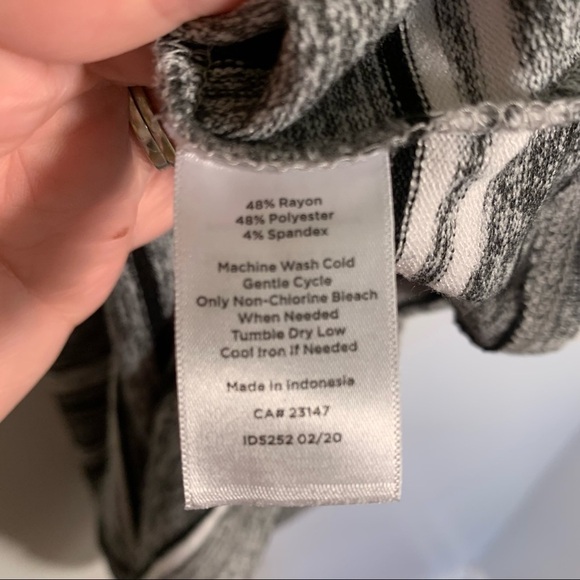 48% Rayon
48% Polyester
4% Spandex
Machine Wash Cold
Gentle Cycle
Only Non-Chlorine Bleach
When Needed
Tumble Dry Low
Cool Iron If Needed
Made in Indonesia
CA# 23147
IDS252 02/20